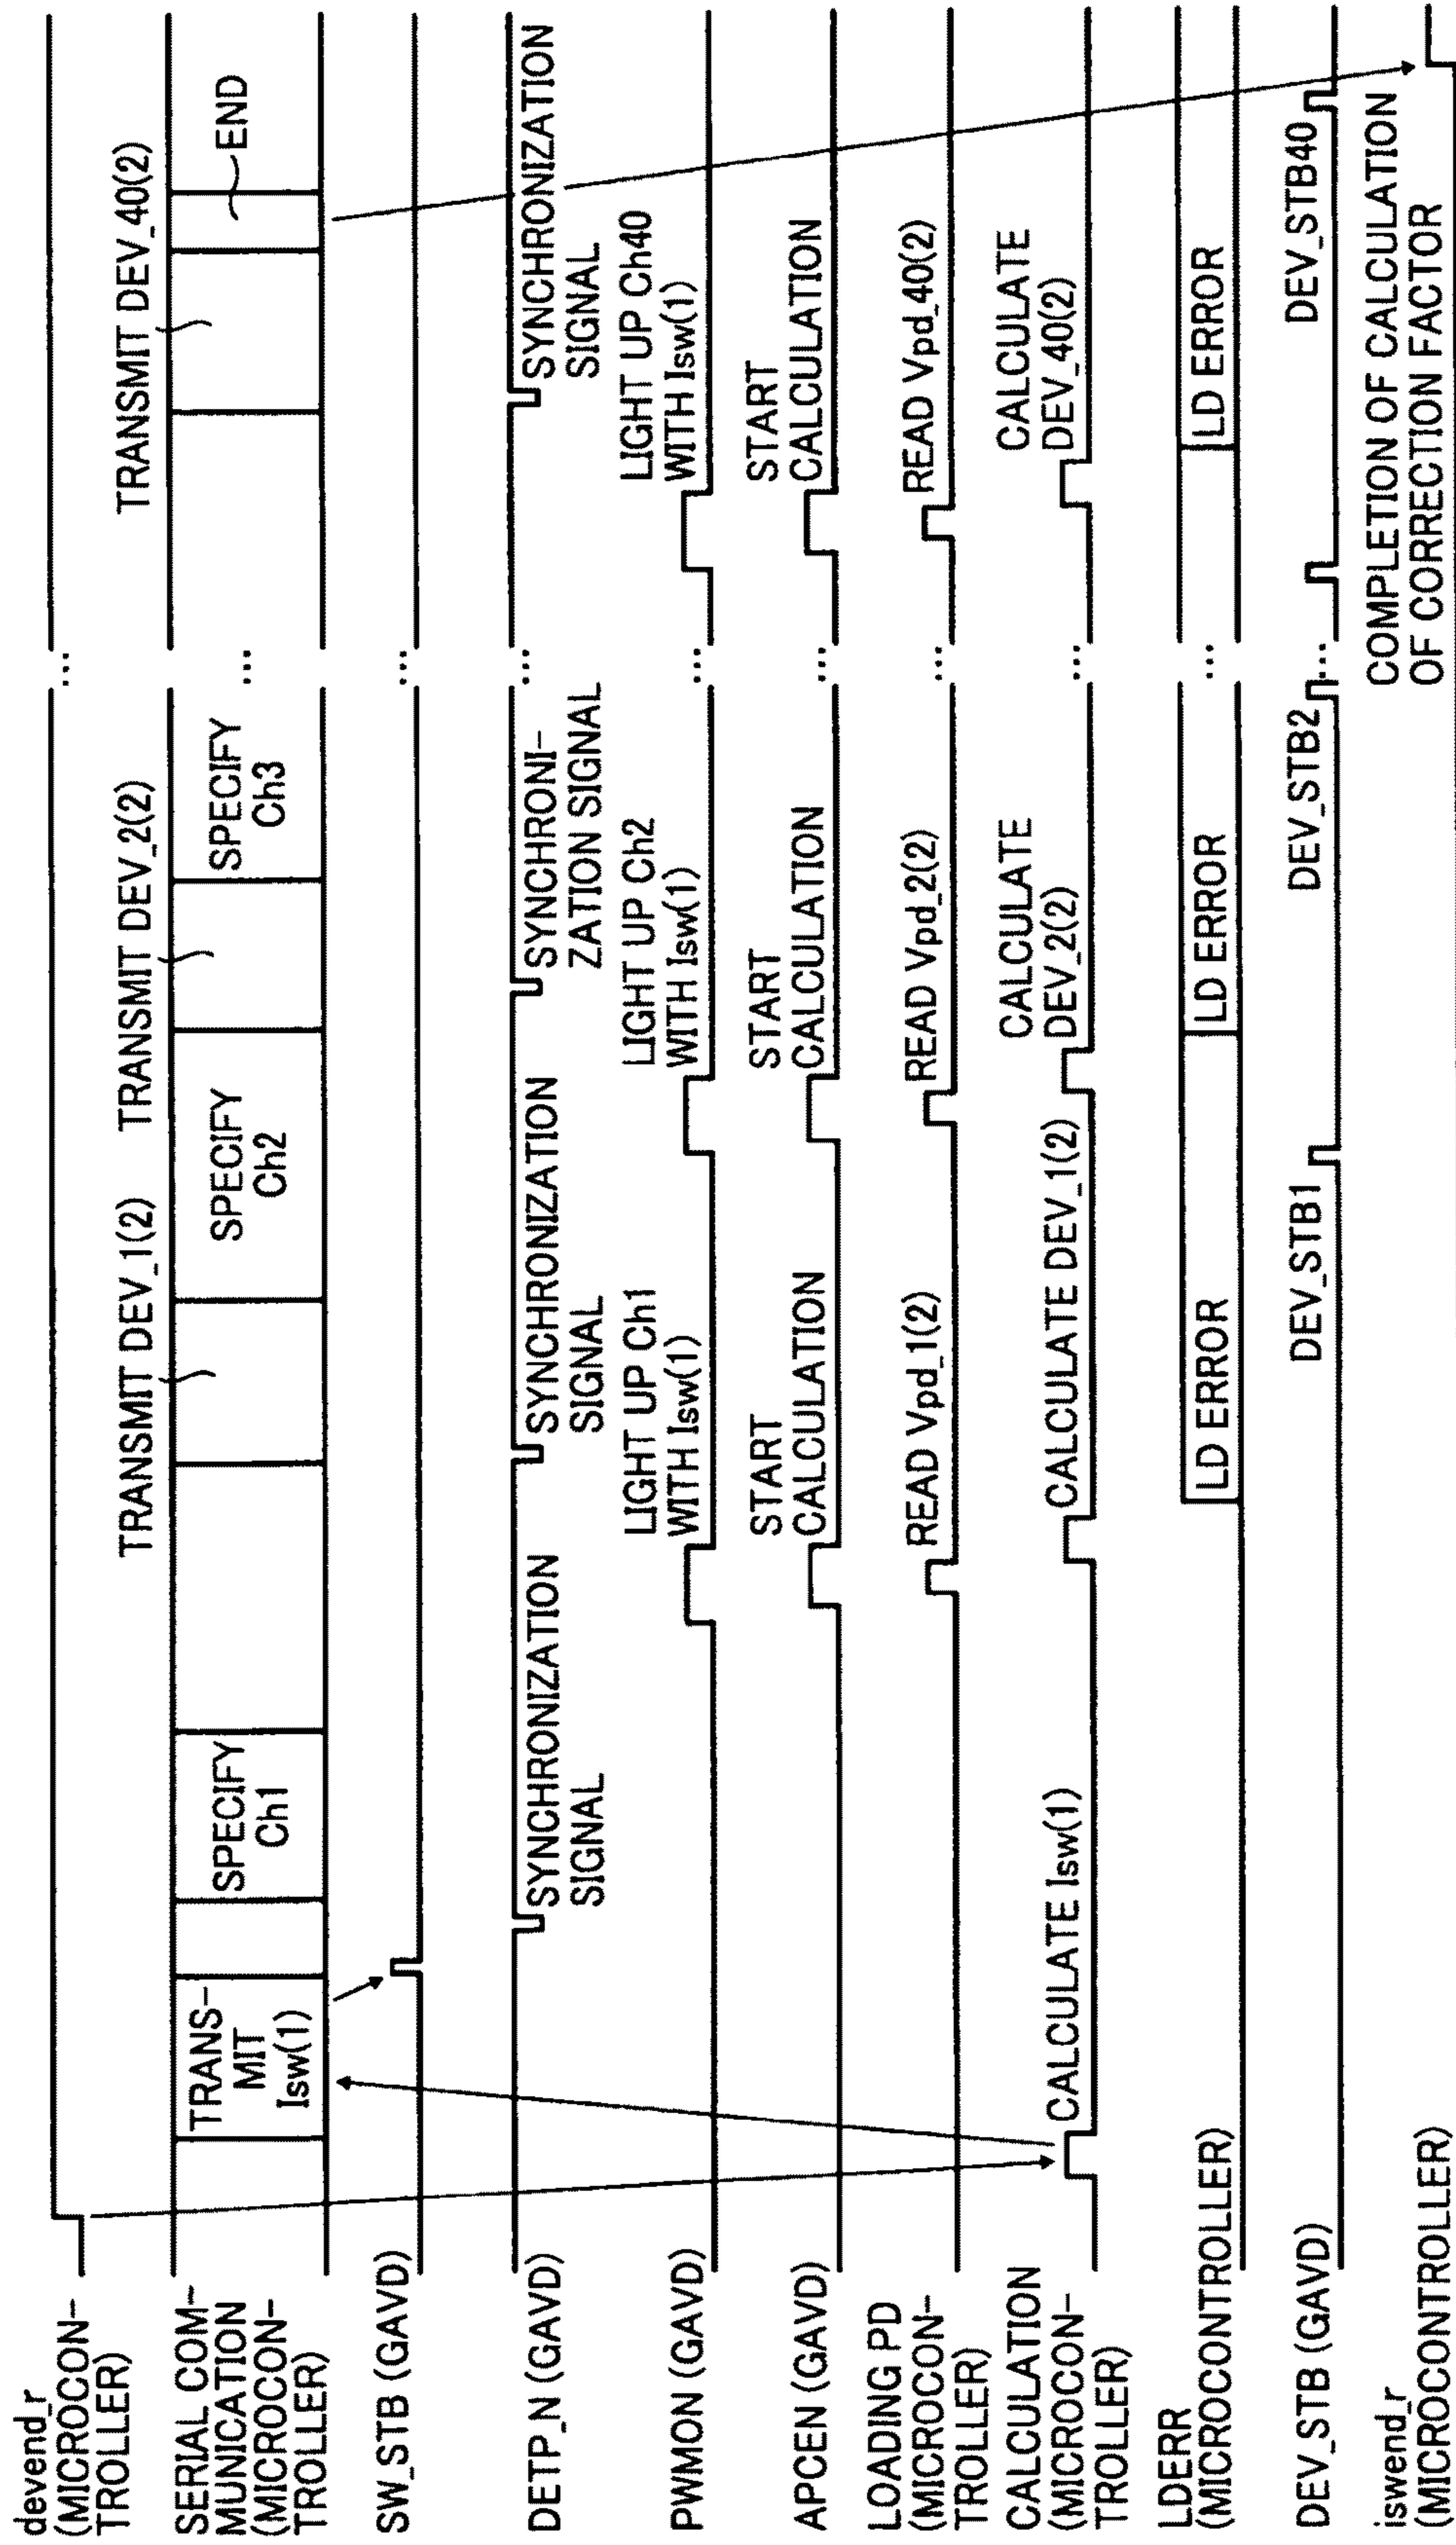 devend_r
(MICROCON-
TROLLER)
SERIAL COM-
MUNICATION
(MICROCON-
TROLLER)
TRANS-
MIT
Isw(1)
SPECIFY
Ch1
TRANSMIT DEV_1(2)
SPECIFY
Ch2
TRANSMIT DEV_2(2)
SPECIFY
Ch3
...
...
TRANSMIT DEV_40(2)
END
SW_STB (GAVD)
...
DETP_N (GAVD)
SYNCHRONIZATION
SIGNAL
SYNCHRONIZATION
SIGNAL
SYNCHRONI-
ZATION SIGNAL
...
SYNCHRONIZATION
SIGNAL
PWMON (GAVD)
LIGHT UP Ch1
WITH Isw(1)
LIGHT UP Ch2
WITH Isw(1)
...
LIGHT UP Ch40
WITH Isw(1)
APCEN (GAVD)
START
CALCULATION
START
CALCULATION
...
START
CALCULATION
LOADING PD
(MICROCON-
TROLLER)
READ Vpd_1(2)
READ Vpd_2(2)
...
READ Vpd_40(2)
CALCULATION
(MICROCON-
TROLLER)
CALCULATE Isw(1)
CALCULATE DEV_1(2)
CALCULATE
DEV_2(2)
...
CALCULATE
DEV_40(2)
LDERR
(MICROCONTROLLER)
LD ERROR
LD ERROR
...
LD ERROR
DEV_STB (GAVD)
DEV_STB1
DEV_STB2
...
DEV_STB40
iswend_r
(MICROCONTROLLER)
COMPLETION OF CALCULATION
OF CORRECTION FACTOR